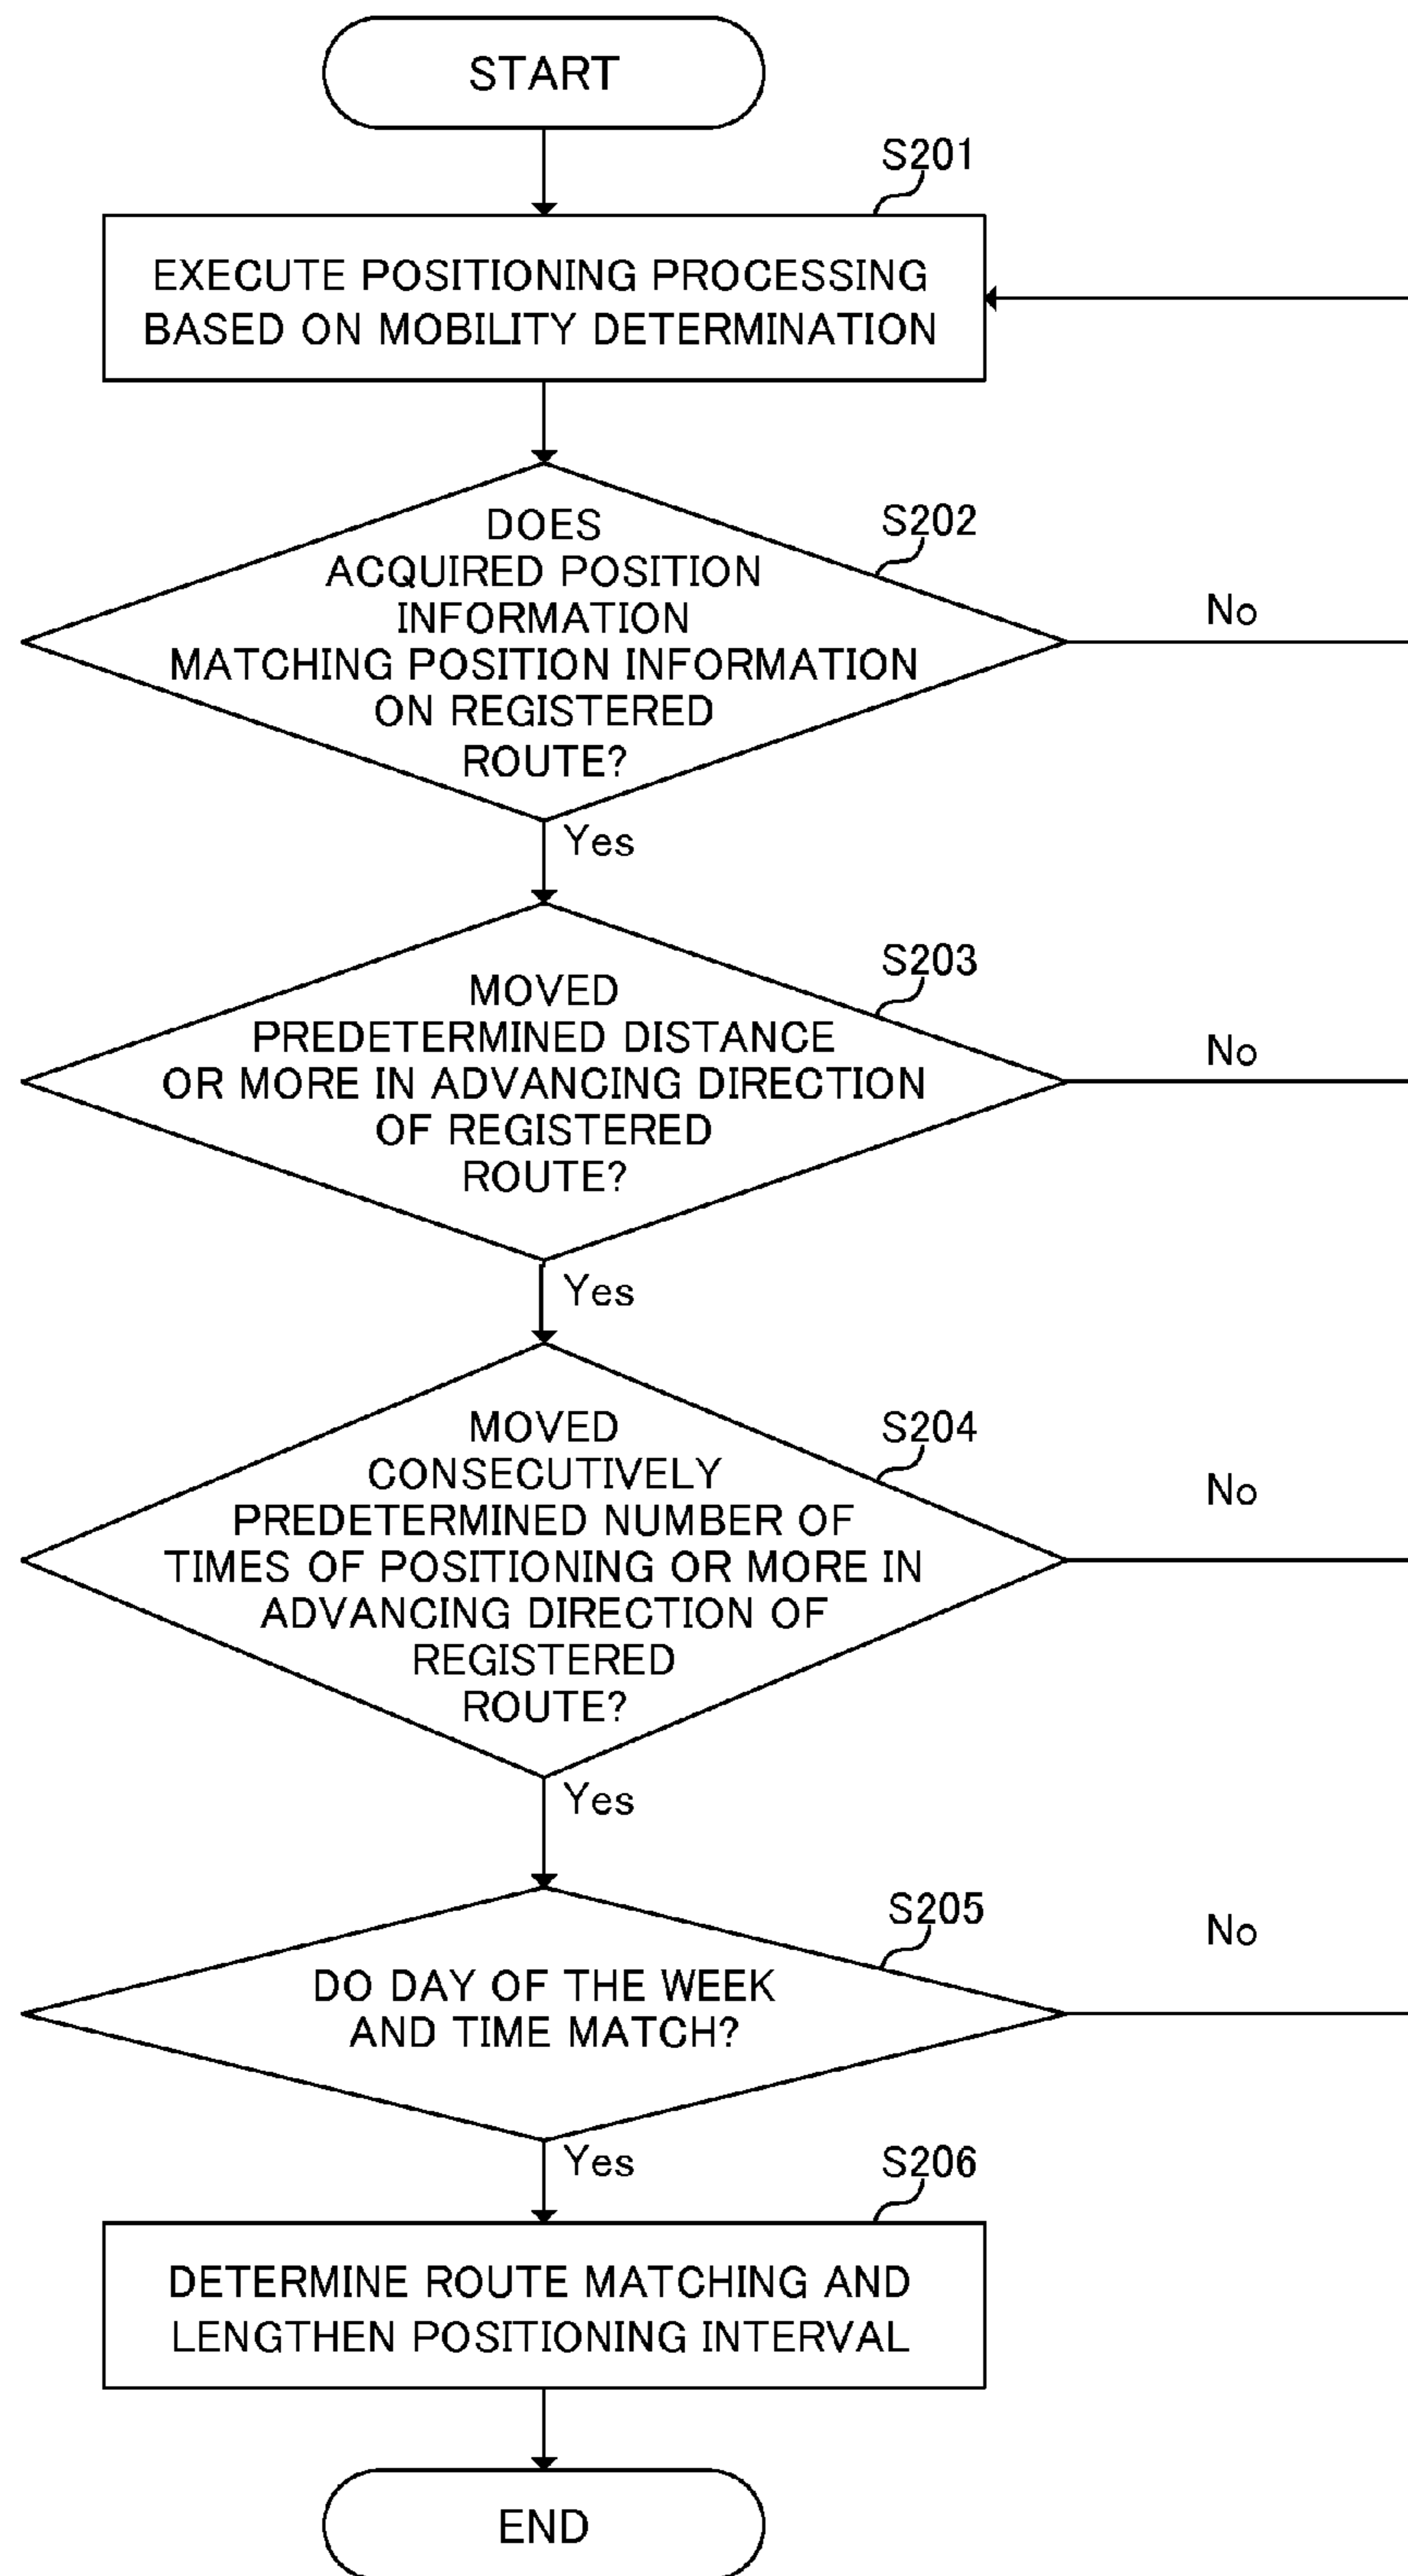 START
S201
EXECUTE POSITIONING PROCESSING
BASED ON MOBILITY DETERMINATION
S202
DOES
ACQUIRED POSITION
INFORMATION
MATCHING POSITION INFORMATION
ON REGISTERED
ROUTE?
No
Yes
S203
MOVED
PREDETERMINED DISTANCE
OR MORE IN ADVANCING DIRECTION
OF REGISTERED
ROUTE?
No
Yes
S204
MOVED
CONSECUTIVELY
PREDETERMINED NUMBER OF
TIMES OF POSITIONING OR MORE IN
ADVANCING DIRECTION OF
REGISTERED
ROUTE?
No
Yes
S205
DO DAY OF THE WEEK
AND TIME MATCH?
No
Yes
S206
DETERMINE ROUTE MATCHING AND
LENGTHEN POSITIONING INTERVAL
END